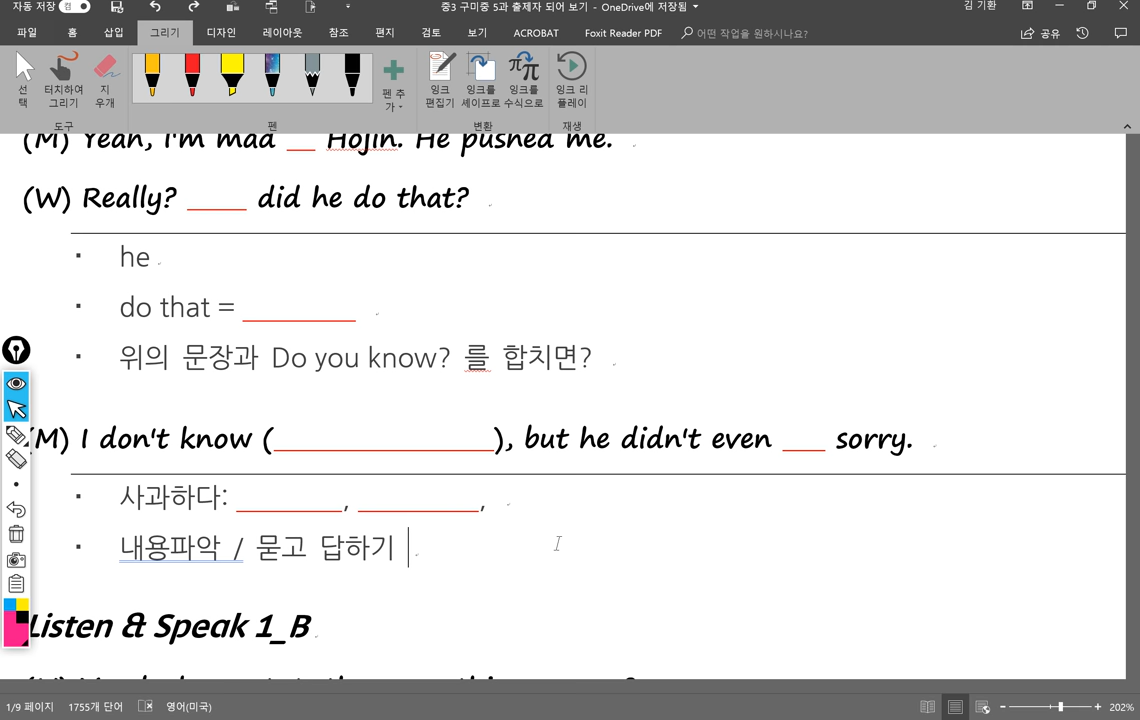 자동 저장 켬 중3 구미중 5과 출제자 되어 보기 - OneDrive에 저장됨 김 기환
파일 홈 삽입 그리기 디자인 레이아웃 참조 편지 검토 보기 ACROBAT Foxit Reader PDF 어떤 작업을 원하시나요? 공유
선택 터치하여 그리기 지우개 펜 추가 잉크 편집기 잉크를 셰이프로 잉크를 수식으로 잉크 리플레이
도구 펜 변환 재생
(M) Yeah, I'm mad __ Hojin. He pushed me.
(W) Really? ____ did he do that?
▪ he
▪ do that = ________
▪ 위의 문장과 Do you know? 를 합치면?
(M) I don't know (________________), but he didn't even ___ sorry.
▪ 사과하다: ________, _________,
▪ 내용파악 / 묻고 답하기
Listen & Speak 1_B
1/9 페이지 1755개 단어 영어(미국) 202%